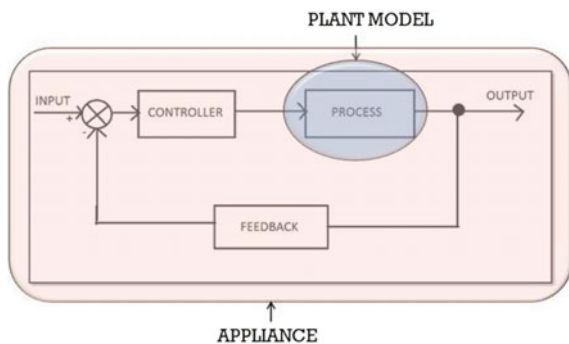 PLANT MODEL
INPUT
OUTPUT
+
-
CONTROLLER
PROCESS
FEEDBACK
APPLIANCE